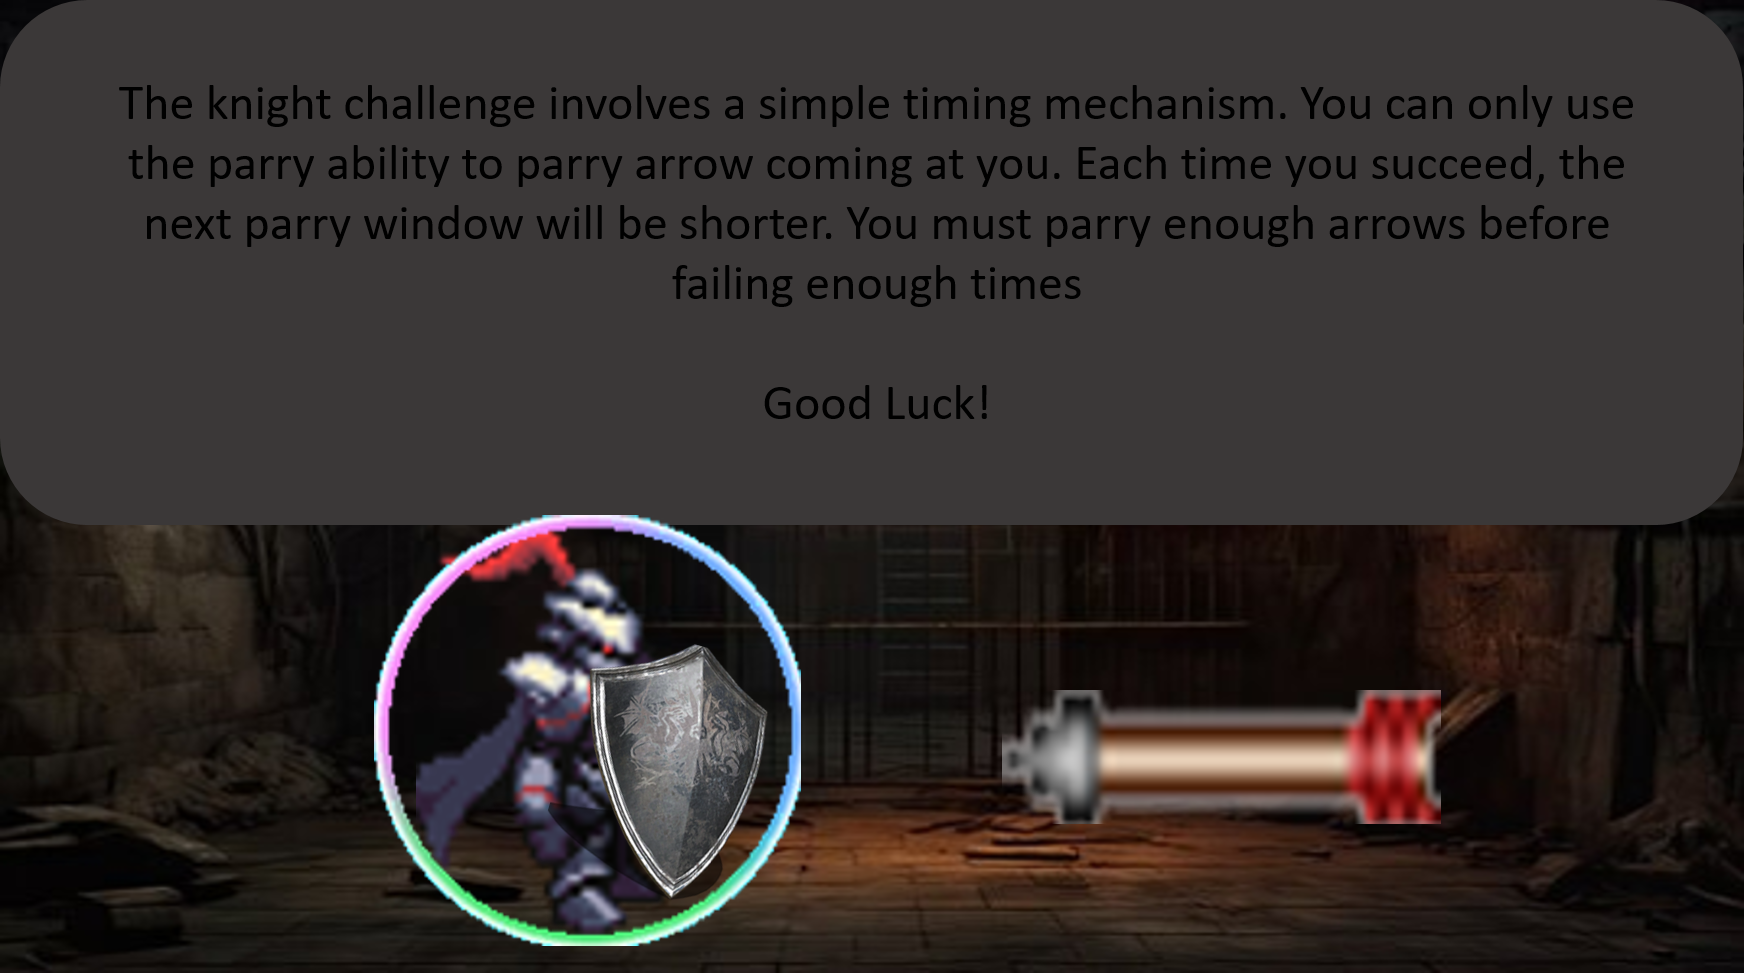 The knight challenge involves a simple timing mechanism. You can only use
the parry ability to parry arrow coming at you. Each time you succeed, the
next parry window will be shorter. You must parry enough arrows before
failing enough times
Good Luck!